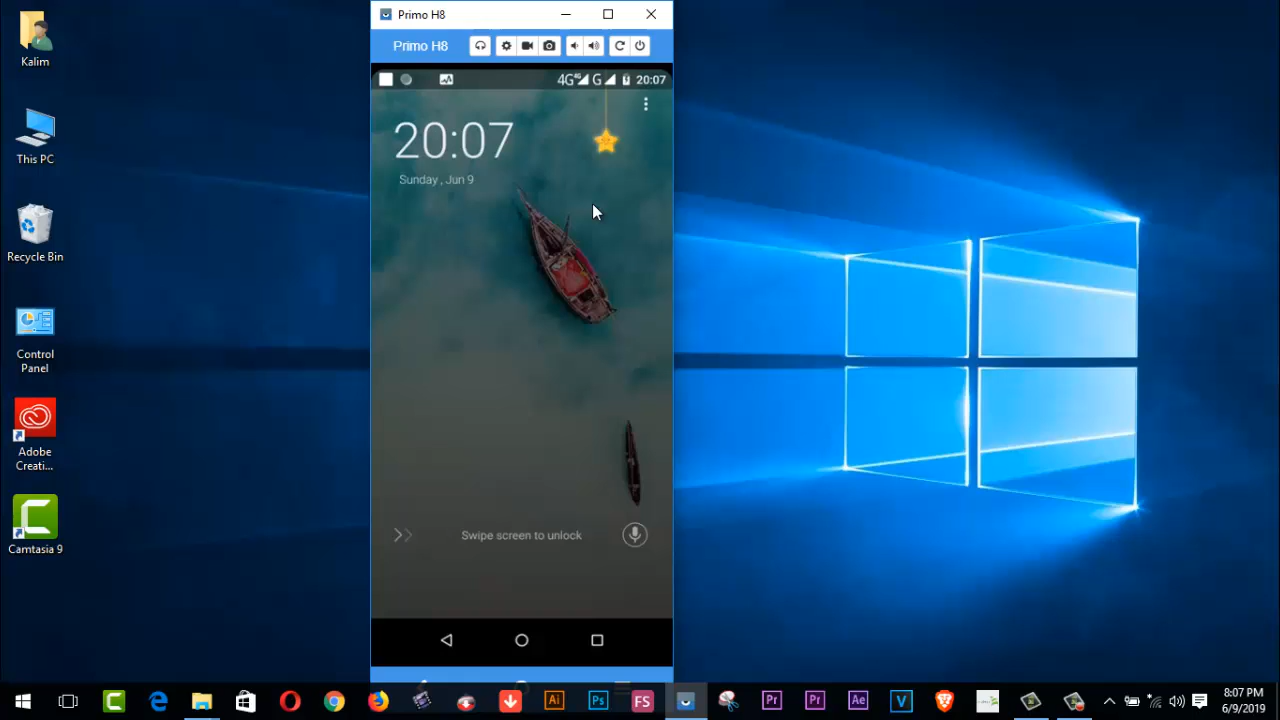 Primo H8
Primo H8
4G 4G G 20:07
20:07
Sunday , Jun 9
Swipe screen to unlock
Kalim
This PC
Recycle Bin
Control
Panel
Adobe
Creati...
Camtasia 9
Ai
Ps
FS
Pr
Pr
Ae
V
8:07 PM
6/9/2019